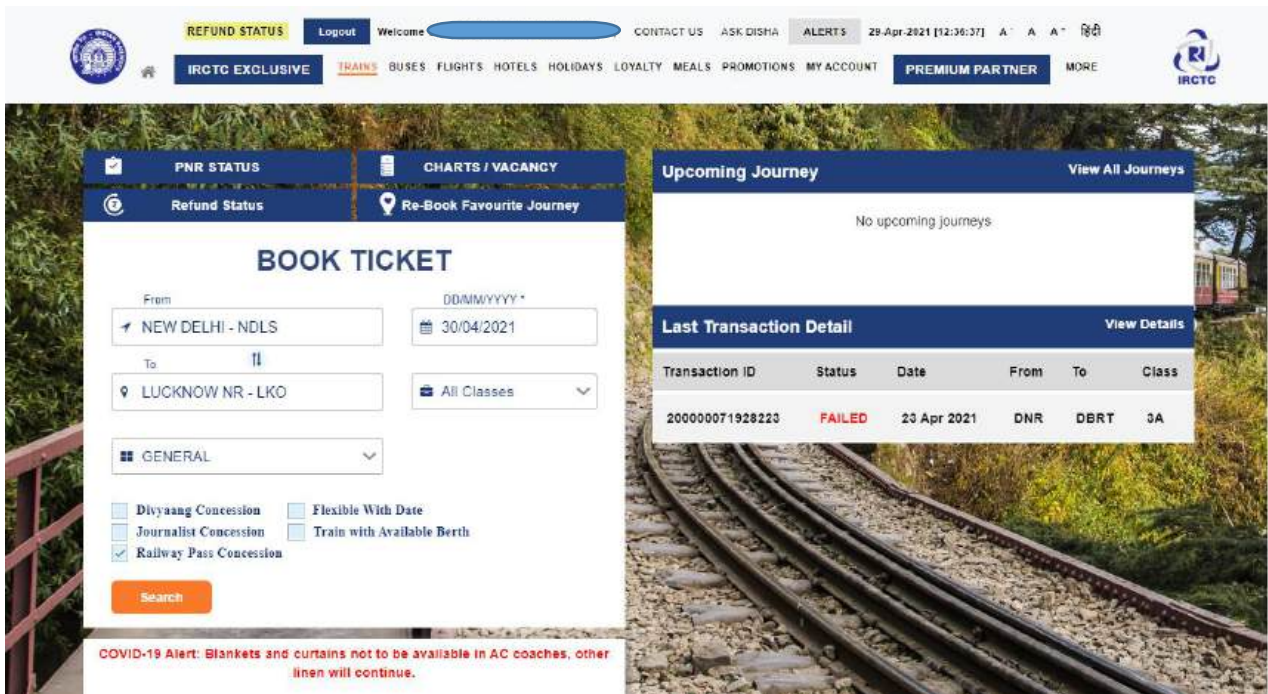 REFUND STATUS Logout Welcome CONTACT US ASK DISHA ALERTS 29-Apr-2021 [12:36:37] A- A A+ हिंदी
IRCTC EXCLUSIVE TRAINS BUSES FLIGHTS HOTELS HOLIDAYS LOYALTY MEALS PROMOTIONS MY ACCOUNT PREMIUM PARTNER MORE
IRCTC
PNR STATUS CHARTS / VACANCY
Refund Status Re-Book Favourite Journey
BOOK TICKET
From DD/MM/YYYY *
NEW DELHI - NDLS 30/04/2021
To
LUCKNOW NR - LKO All Classes
GENERAL
Divyaang Concession Flexible With Date
Journalist Concession Train with Available Berth
Railway Pass Concession
Search
COVID-19 Alert: Blankets and curtains not to be available in AC coaches, other
linen will continue.
Upcoming Journey View All Journeys
No upcoming journeys
Last Transaction Detail View Details
Transaction ID Status Date From To Class
200000071928223 FAILED 23 Apr 2021 DNR DBRT 3A